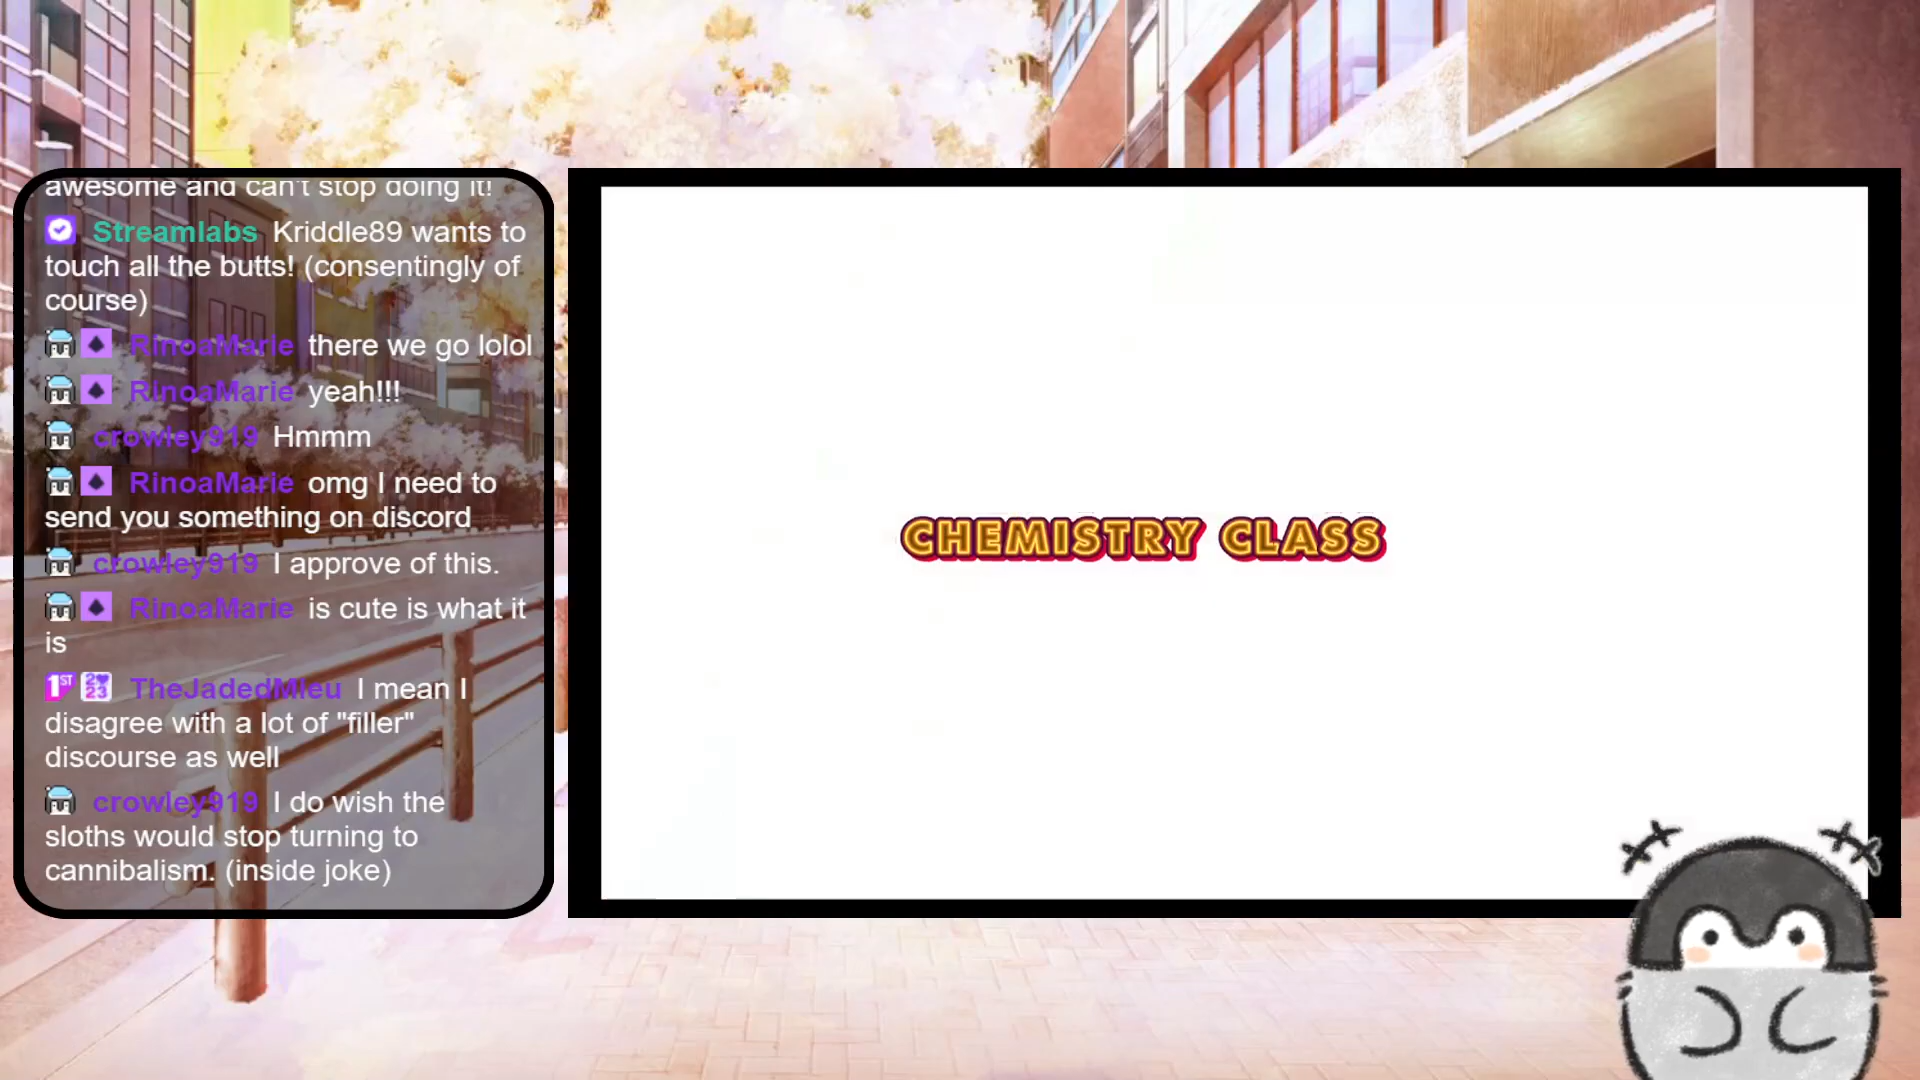 awesome and can't stop doing it!
Streamlabs Kriddle89 wants to
touch all the butts! (consentingly of
course)
RinoaMarie there we go lolol
RinoaMarie yeah!!!
crowley919 Hmmm
RinoaMarie omg I need to
send you something on discord
crowley919 I approve of this.
RinoaMarie is cute is what it
is
1ST 2023 TheJadedMieu I mean I
disagree with a lot of "filler"
discourse as well
crowley919 I do wish the
sloths would stop turning to
cannibalism. (inside joke)
CHEMISTRY CLASS